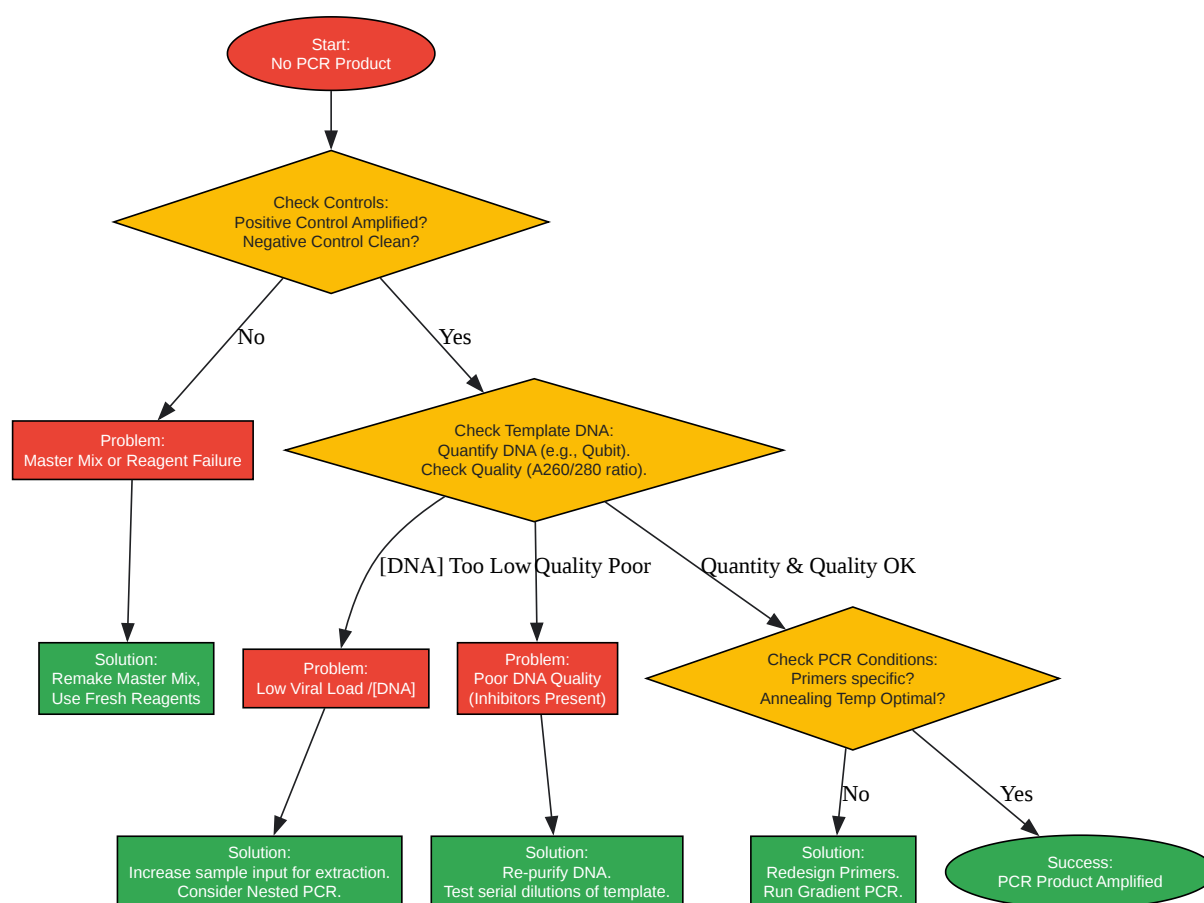 Start:
No PCR Product
Check Controls:
Positive Control Amplified?
Negative Control Clean?
No
Yes
Problem:
Master Mix or Reagent Failure
Check Template DNA:
Quantify DNA (e.g., Qubit).
Check Quality (A260/280 ratio).
[DNA] Too Low
Quality Poor
Quantity & Quality OK
Solution:
Remake Master Mix,
Use Fresh Reagents
Problem:
Low Viral Load /[DNA]
Problem:
Poor DNA Quality
(Inhibitors Present)
Check PCR Conditions:
Primers specific?
Annealing Temp Optimal?
No
Yes
Solution:
Increase sample input for extraction.
Consider Nested PCR.
Solution:
Re-purify DNA.
Test serial dilutions of template.
Solution:
Redesign Primers.
Run Gradient PCR.
Success:
PCR Product Amplified